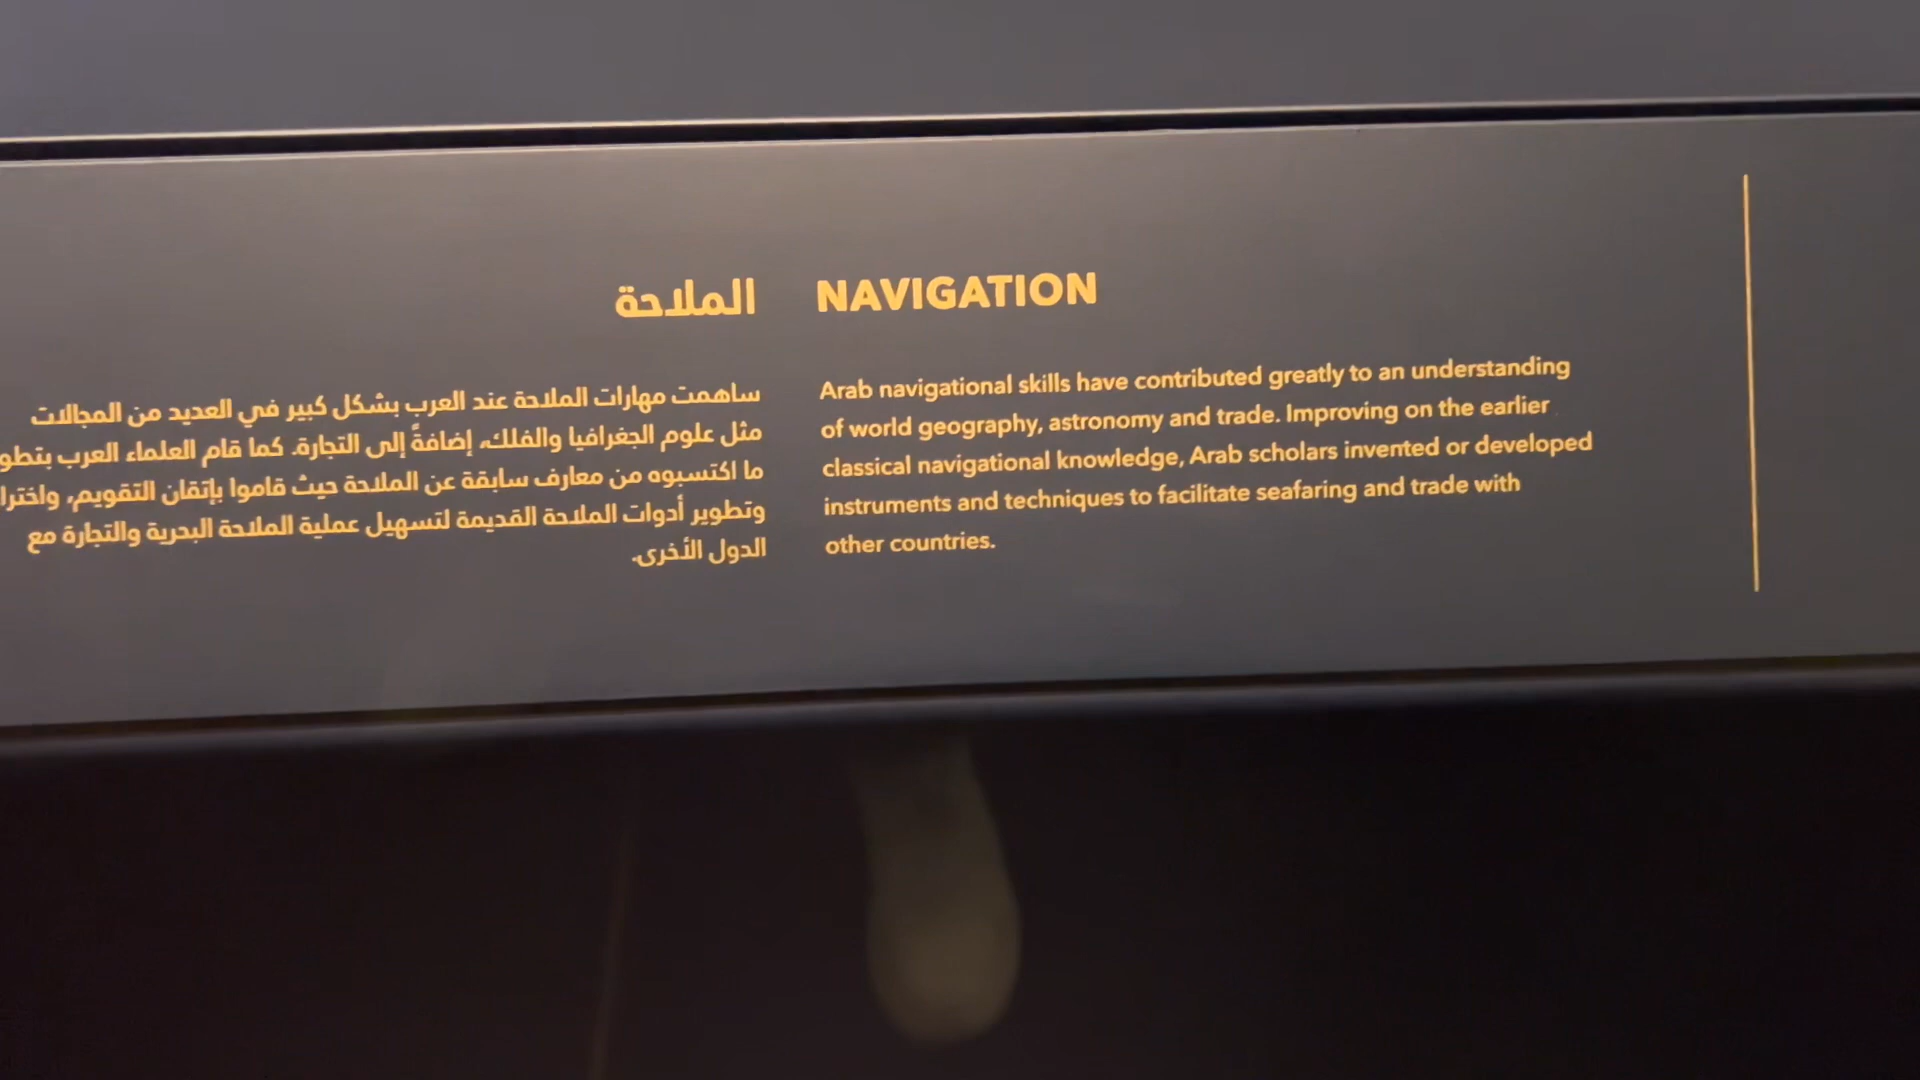 الملاحة
ساهمت مهارات الملاحة عند العرب بشكل كبير في العديد من المجالات
مثل علوم الجغرافيا والفلك، إضافةً إلى التجارة. كما قام العلماء العرب
ما اكتسبوه من معارف سابقة عن الملاحة حيث قاموا بإتقان التقويم،
وتطوير أدوات الملاحة القديمة لتسهيل عملية الملاحة البحرية والتجارة مع
الدول الأخرى.
NAVIGATION
Arab navigational skills have contributed greatly to an understanding
of world geography, astronomy and trade. Improving on the earlier
classical navigational knowledge, Arab scholars invented or developed
instruments and techniques to facilitate seafaring and trade with
other countries.